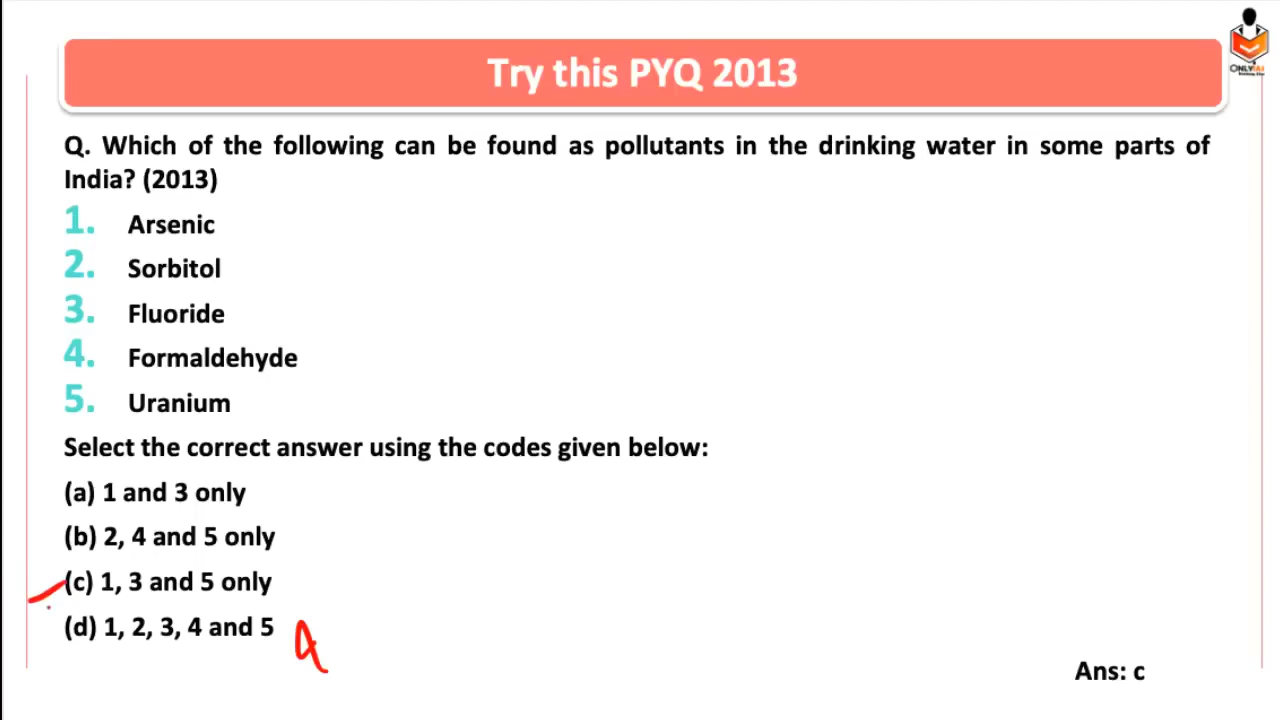 Try this PYQ 2013
Q. Which of the following can be found as pollutants in the drinking water in some parts of
India? (2013)
1. Arsenic
2. Sorbitol
3. Fluoride
4. Formaldehyde
5. Uranium
Select the correct answer using the codes given below:
(a) 1 and 3 only
(b) 2, 4 and 5 only
(c) 1, 3 and 5 only
(d) 1, 2, 3, 4 and 5
Ans: c